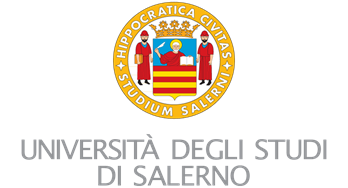 HIPPOCRATICA CIVITAS
STUDIUM SALERNI
UNIVERSITÀ DEGLI STUDI
DI SALERNO